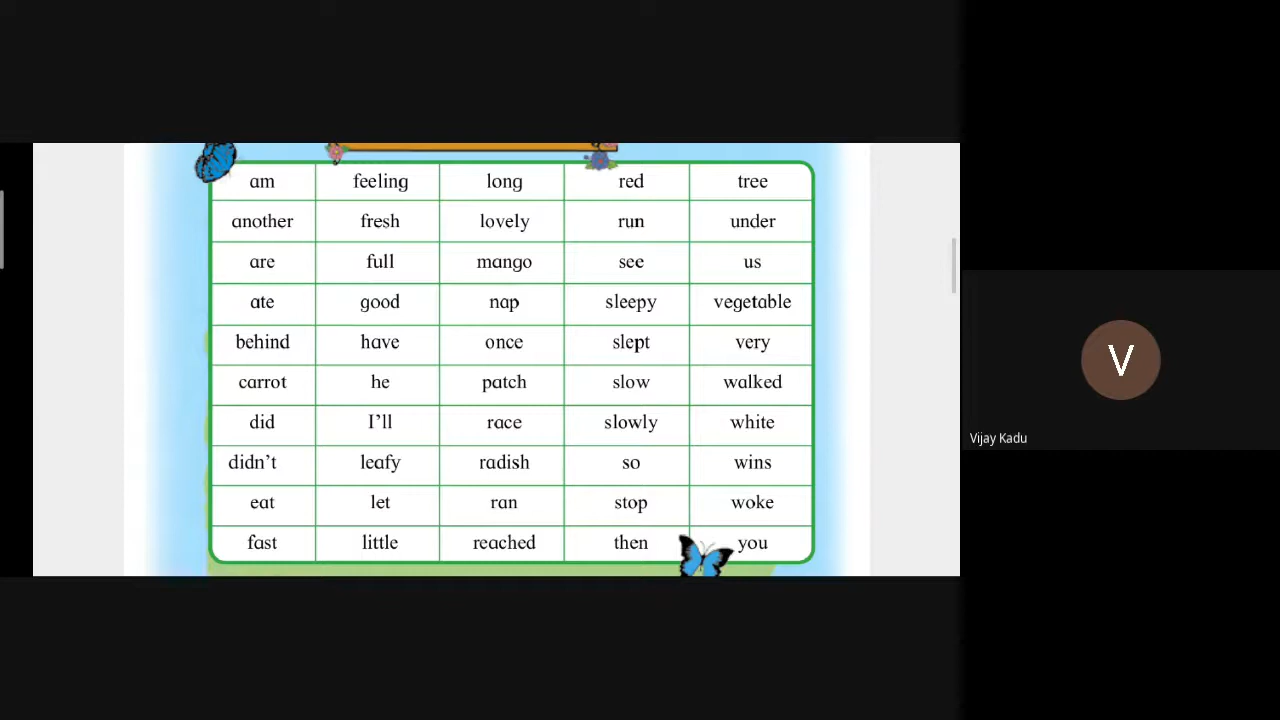 am feeling long red tree
another fresh lovely run under
are full mango see us
ate good nap sleepy vegetable
behind have once slept very
carrot he patch slow walked
did I'll race slowly white
didn't leafy radish so wins
eat let ran stop woke
fast little reached then you
V
Vijay Kadu